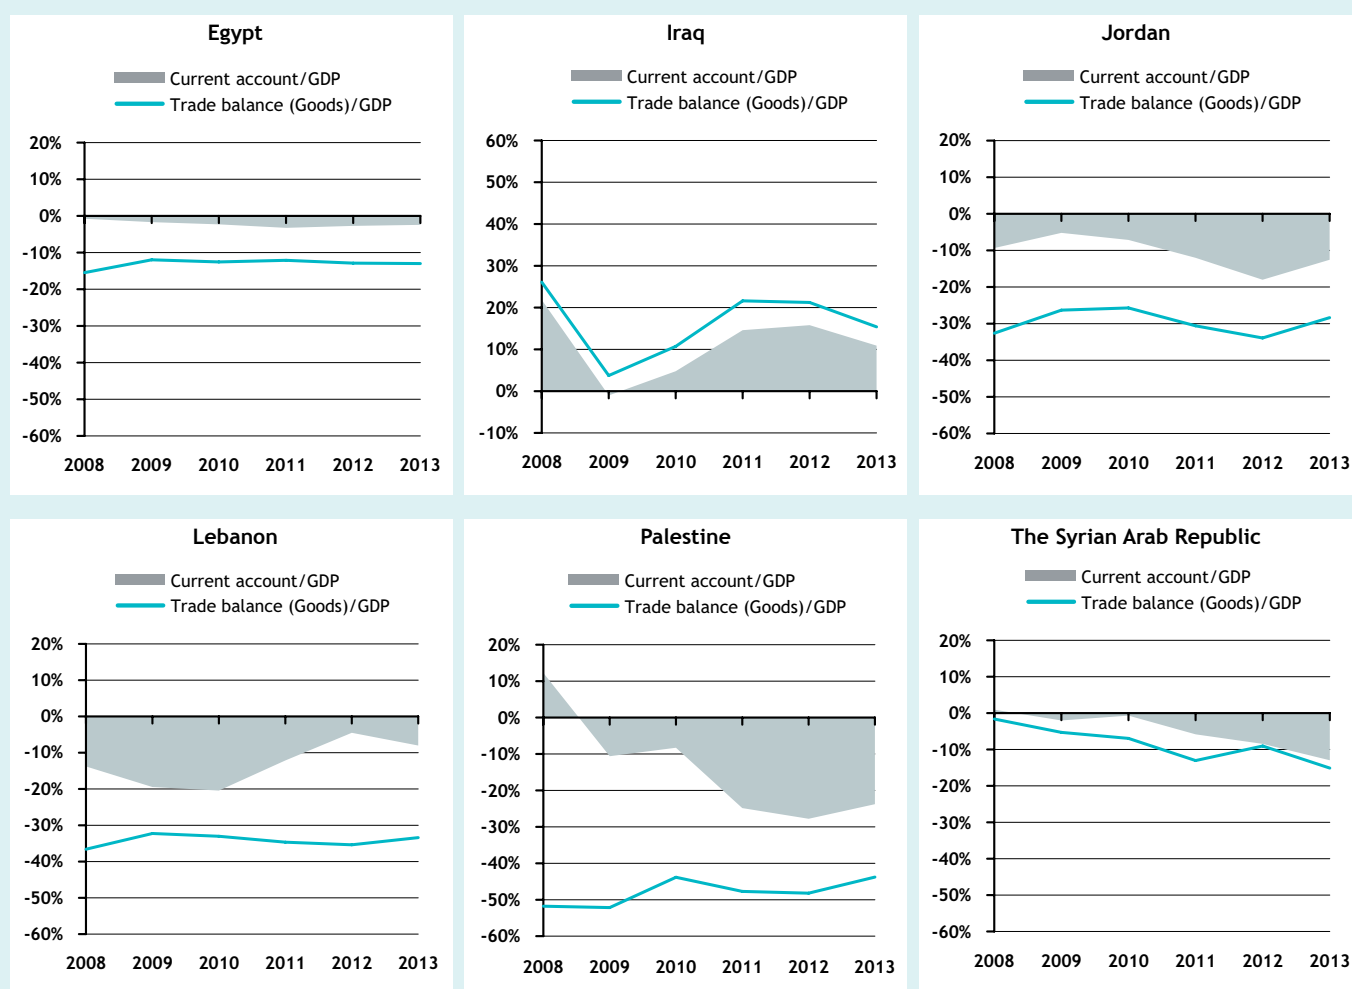 Egypt
Current account/GDP
Trade balance (Goods)/GDP
20%
10%
0%
-10%
-20%
-30%
-40%
-50%
-60%
2008 2009 2010 2011 2012 2013
Iraq
Current account/GDP
Trade balance (Goods)/GDP
60%
50%
40%
30%
20%
10%
0%
-10%
2008 2009 2010 2011 2012 2013
Jordan
Current account/GDP
Trade balance (Goods)/GDP
20%
10%
0%
-10%
-20%
-30%
-40%
-50%
-60%
2008 2009 2010 2011 2012 2013
Lebanon
Current account/GDP
Trade balance (Goods)/GDP
20%
10%
0%
-10%
-20%
-30%
-40%
-50%
-60%
2008 2009 2010 2011 2012 2013
Palestine
Current account/GDP
Trade balance (Goods)/GDP
20%
10%
0%
-10%
-20%
-30%
-40%
-50%
-60%
2008 2009 2010 2011 2012 2013
The Syrian Arab Republic
Current account/GDP
Trade balance (Goods)/GDP
20%
10%
0%
-10%
-20%
-30%
-40%
-50%
-60%
2008 2009 2010 2011 2012 2013